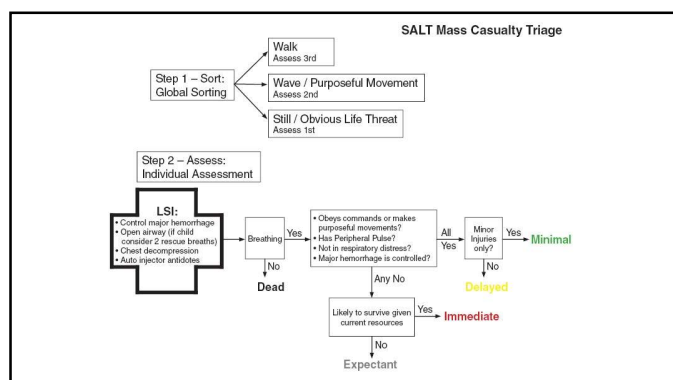 SALT Mass Casualty Triage
Walk
Assess 3rd
Step 1 – Sort:
Global Sorting
Wave / Purposeful Movement
Assess 2nd
Still / Obvious Life Threat
Assess 1st
Step 2 – Assess:
Individual Assessment
LSI:
• Control major hemorrhage
• Open airway (if child
consider 2 rescue breaths)
• Chest decompression
• Auto injector antidotes
Breathing
Yes
No
Dead
• Obeys commands or makes
purposeful movements?
• Has Peripheral Pulse?
• Not in respiratory distress?
• Major hemorrhage is controlled?
All
Yes
Minor
Injuries
only?
Yes
Minimal
No
Delayed
Any No
Likely to survive given
current resources
Yes
Immediate
No
Expectant